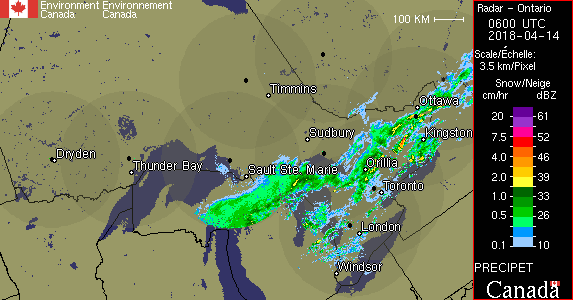 Environment Environnement
Canada Canada
100 KM
Timmins
Ottawa
Sudbury
Kingston
Dryden
Thunder Bay
Sault Ste. Marie
Orillia
Toronto
London
Windsor
Radar - Ontario
0600 UTC
2018-04-14
Scale/Échelle:
3.5 km/Pixel
Snow/Neige
cm/hr dBZ
20 61
7.5 52
4.0 46
2.0 39
1.0 33
0.5 26
0.1 10
PRECIPET
Canada